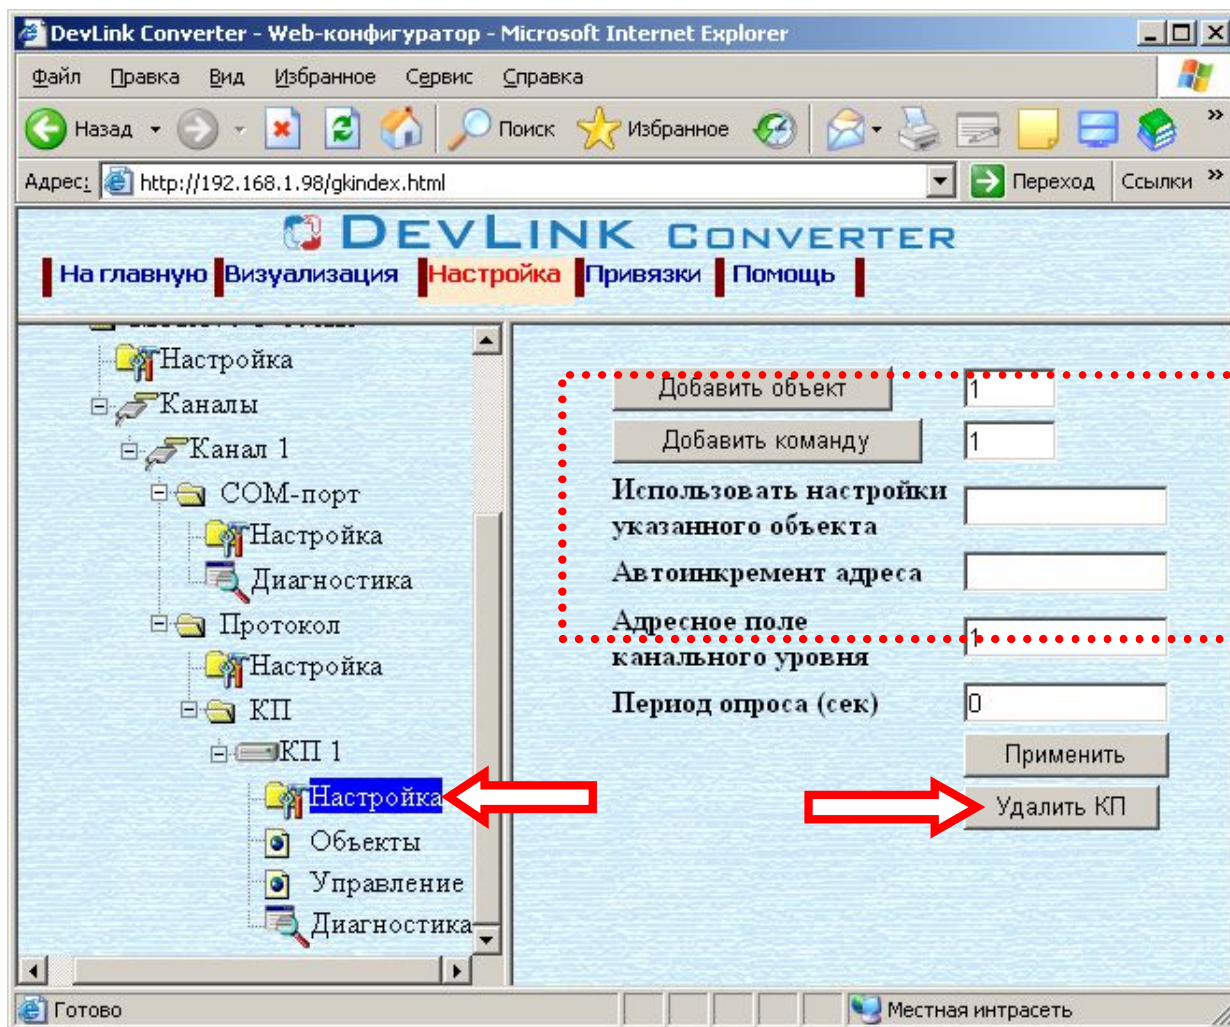 DevLink Converter - Web-конфигуратор - Microsoft Internet Explorer
Файл Правка Вид Избранное Сервис Справка
Назад Поиск Избранное »
Адрес: http://192.168.1.98/gkindex.html Переход Ссылки »
DEVLINK CONVERTER
На главную Визуализация Настройка Привязки Помощь
Настройка
Каналы
Канал 1
COM-порт
Настройка
Диагностика
Протокол
Настройка
КП
КП 1
Настройка
Объекты
Управление
Диагностика
Добавить объект 1
Добавить команду 1
Использовать настройки
указанного объекта
Автоинкремент адреса
Адресное поле
канального уровня 1
Период опроса (сек) 0
Применить
Удалить КП
Готово Местная интрасеть